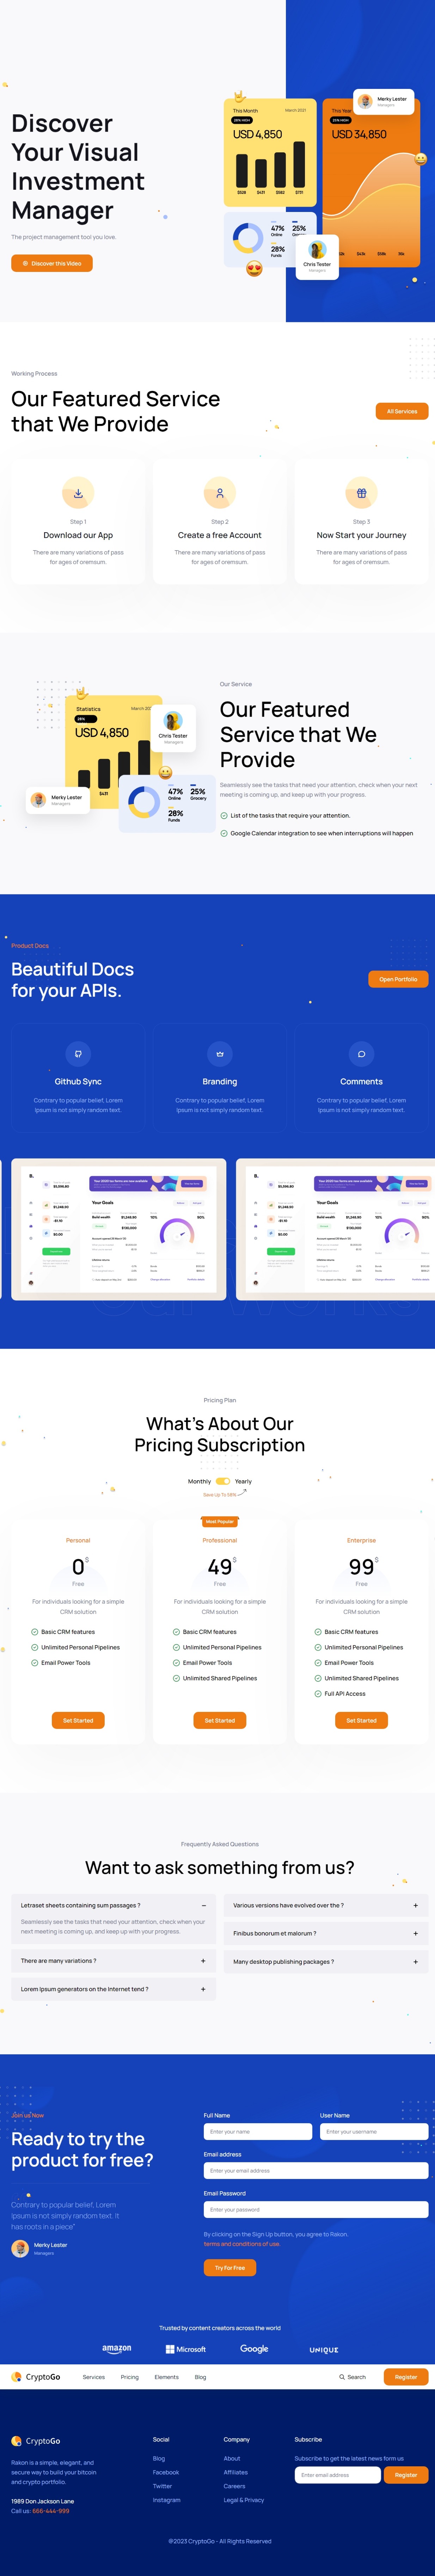 Discover
Your Visual
Investment
Manager
The project management tool you love.
Discover this Video
This Month
March 2021
USD 4,850
$528
$431
$562
$731
This Year
USD 34,850
Merky Lester
Managers
47%
Online
25%
28%
Funds
Chris Tester
Managers
Working Process
Our Featured Service
that We Provide
All Services
Step 1
Download our App
There are many variations of pass
for ages of oremsum.
Step 2
Create a free Account
There are many variations of pass
for ages of oremsum.
Step 3
Now Start your Journey
There are many variations of pass
for ages of oremsum.
Statistics
USD 4,850
$431
Chris Tester
Managers
Merky Lester
Managers
47%
Online
25%
Grocery
28%
Funds
Our Service
Our Featured
Service that We
Provide
Seamlessly see the tasks that need your attention, check when your next
meeting is coming up, and keep up with your progress.
List of the tasks that require your attention.
Google Calendar integration to see when interruptions will happen
Product Docs
Beautiful Docs
for your APIs.
Open Portfolio
Github Sync
Contrary to popular belief, Lorem
Ipsum is not simply random text.
Branding
Contrary to popular belief, Lorem
Ipsum is not simply random text.
Comments
Contrary to popular belief, Lorem
Ipsum is not simply random text.
Your Goals
Build wealth
Your Goals
Build wealth
Our Works
Pricing Plan
What's About Our
Pricing Subscription
Monthly
Yearly
Personal
0$
Free
For individuals looking for a simple
CRM solution
Basic CRM features
Unlimited Personal Pipelines
Email Power Tools
Get Started
Most Popular
Professional
49$
Free
For individuals looking for a simple
CRM solution
Basic CRM features
Unlimited Personal Pipelines
Email Power Tools
Unlimited Shared Pipelines
Get Started
Enterprise
99$
Free
For individuals looking for a simple
CRM solution
Basic CRM features
Unlimited Personal Pipelines
Email Power Tools
Unlimited Shared Pipelines
Full API Access
Get Started
Frequently Asked Questions
Want to ask something from us?
Letraset sheets containing sum passages ?
Seamlessly see the tasks that need your attention, check when your
next meeting is coming up, and keep up with your progress.
There are many variations ?
Lorem Ipsum generators on the Internet tend ?
Various versions have evolved over the ?
Finibus bonorum et malorum ?
Many desktop publishing packages ?
Join us Now
Ready to try the
product for free?
Contrary to popular belief, Lorem
Ipsum is not simply random text. It
has roots in a piece"
Merky Lester
Managers
Full Name
Enter your name
User Name
Enter your username
Email address
Enter your email address
Email Password
Enter your password
By clicking on the Sign Up button, you agree to Rakon.
terms and conditions of use
Try For Free
Trusted by content creators across the world
amazon
Microsoft
Google
UNIQUE
CryptoGo
Services
Pricing
Elements
Blog
Search
Register
CryptoGo
Rakon is a simple, elegant, and
secure way to build your bitcoin
and crypto portfolio.
1989 Don Jackson Lane
Call us: 666-444-999
Social
Blog
Facebook
Twitter
Instagram
Company
About
Affiliates
Careers
Legal & Privacy
Subscribe
Subscribe to get the latest news form us
Enter email address
Register
@2023 CryptoGo - All Rights Reserved